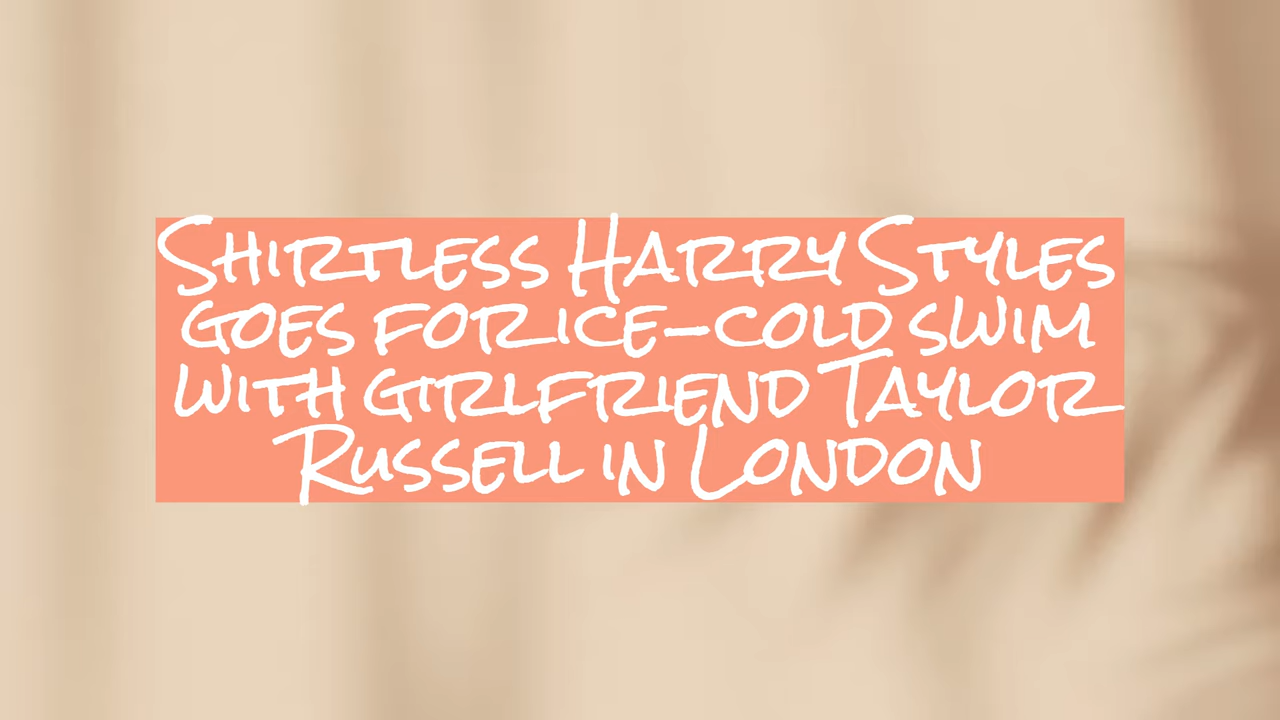 Shirtless Harry Styles
goes for ice-cold swim
with girlfriend Taylor
Russell in London